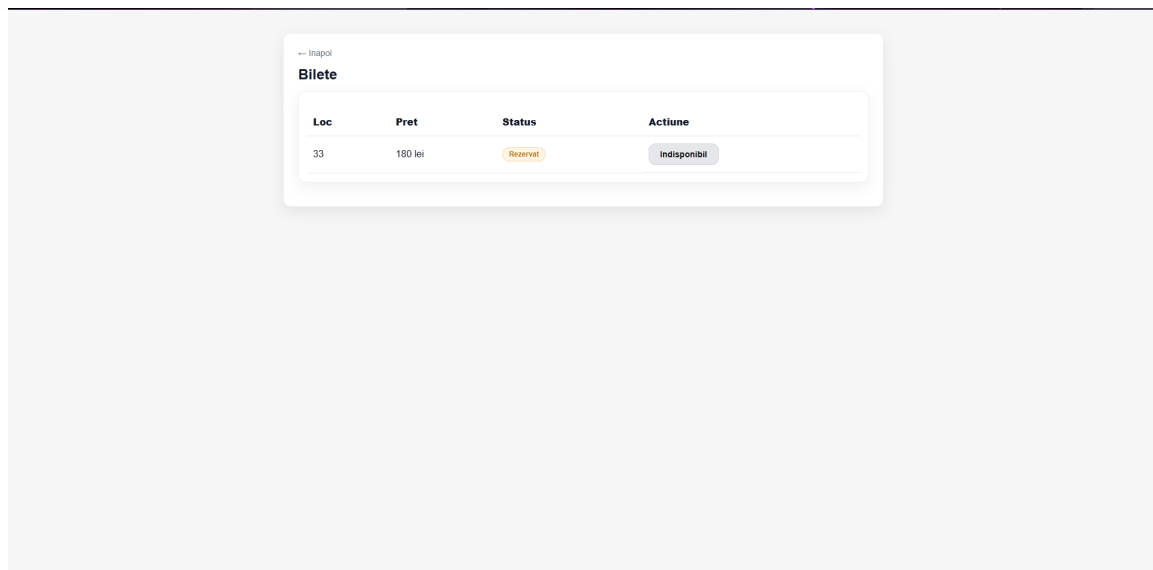 ← Inapoi
Bilete
Loc Pret Status Actiune
33 180 lei Rezervat Indisponibil